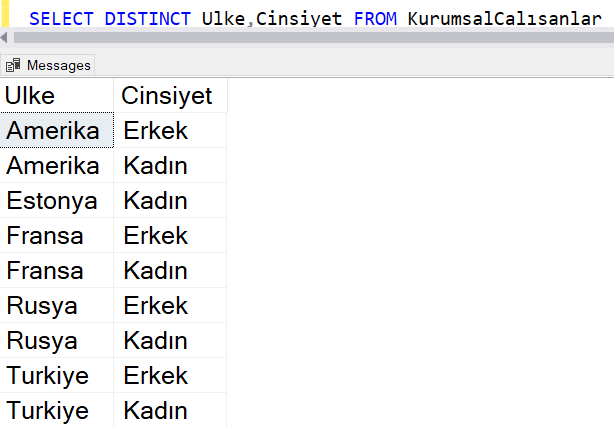 SELECT DISTINCT Ulke,Cinsiyet FROM KurumsalCalısanlar
Messages
Ulke Cinsiyet
Amerika Erkek
Amerika Kadın
Estonya Kadın
Fransa Erkek
Fransa Kadın
Rusya Erkek
Rusya Kadın
Turkiye Erkek
Turkiye Kadın